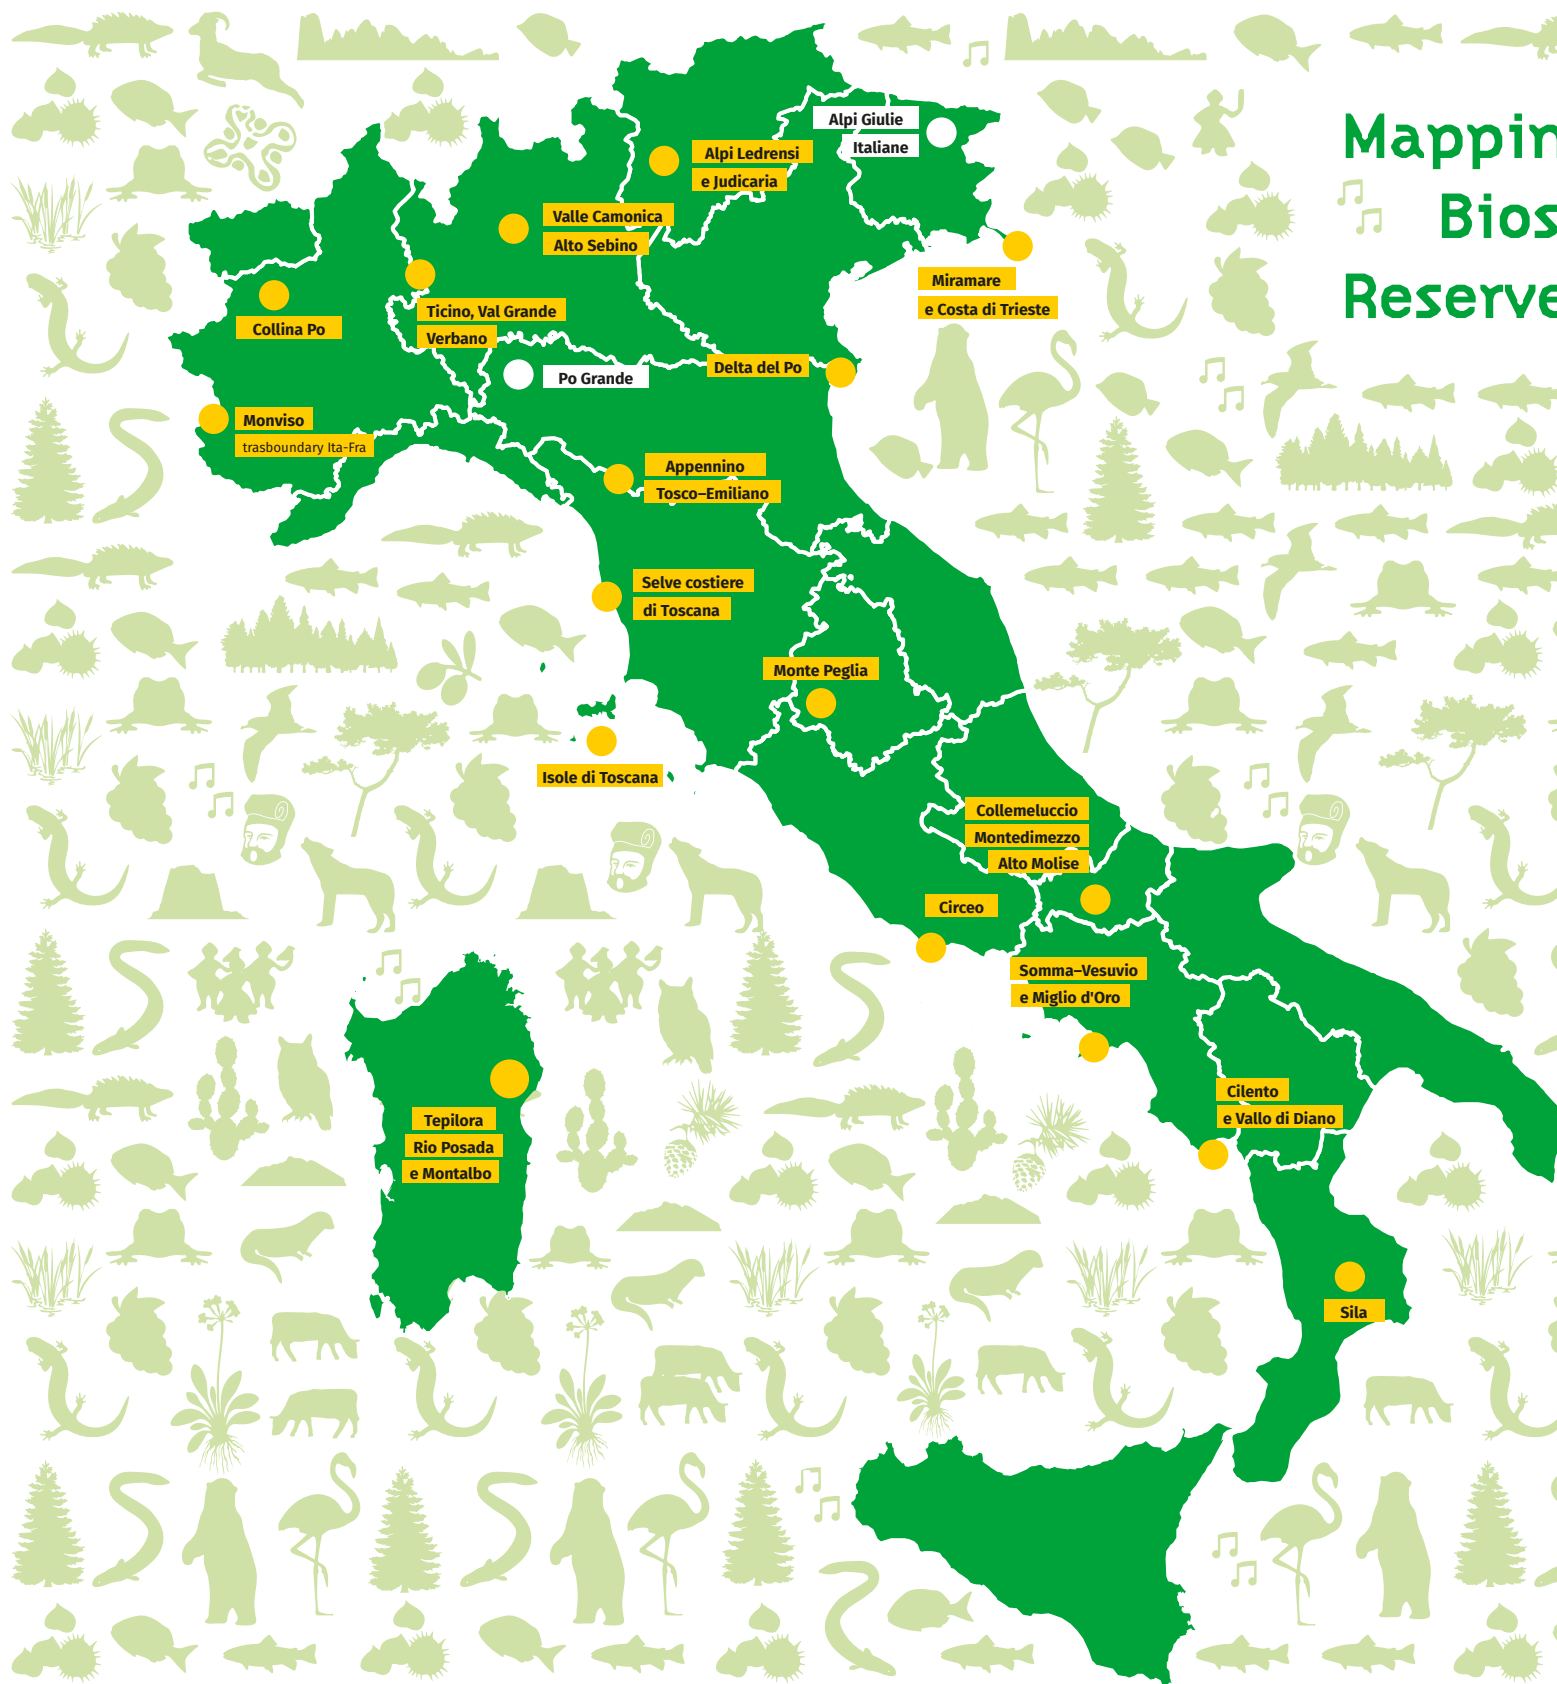 Mappin
Bios
Reserve
Alpi Giulie
Italiane
Alpi Ledrensi
e Judicaria
Valle Camonica
Alto Sebino
Miramare
e Costa di Trieste
Ticino, Val Grande
Verbano
Collina Po
Delta del Po
Po Grande
Monviso
trasboundary Ita-Fra
Appennino
Tosco–Emiliano
Selve costiere
di Toscana
Monte Peglia
Isole di Toscana
Collemeluccio
Montedimezzo
Alto Molise
Circeo
Somma–Vesuvio
e Miglio d'Oro
Cilento
e Vallo di Diano
Tepilora
Rio Posada
e Montalbo
Sila